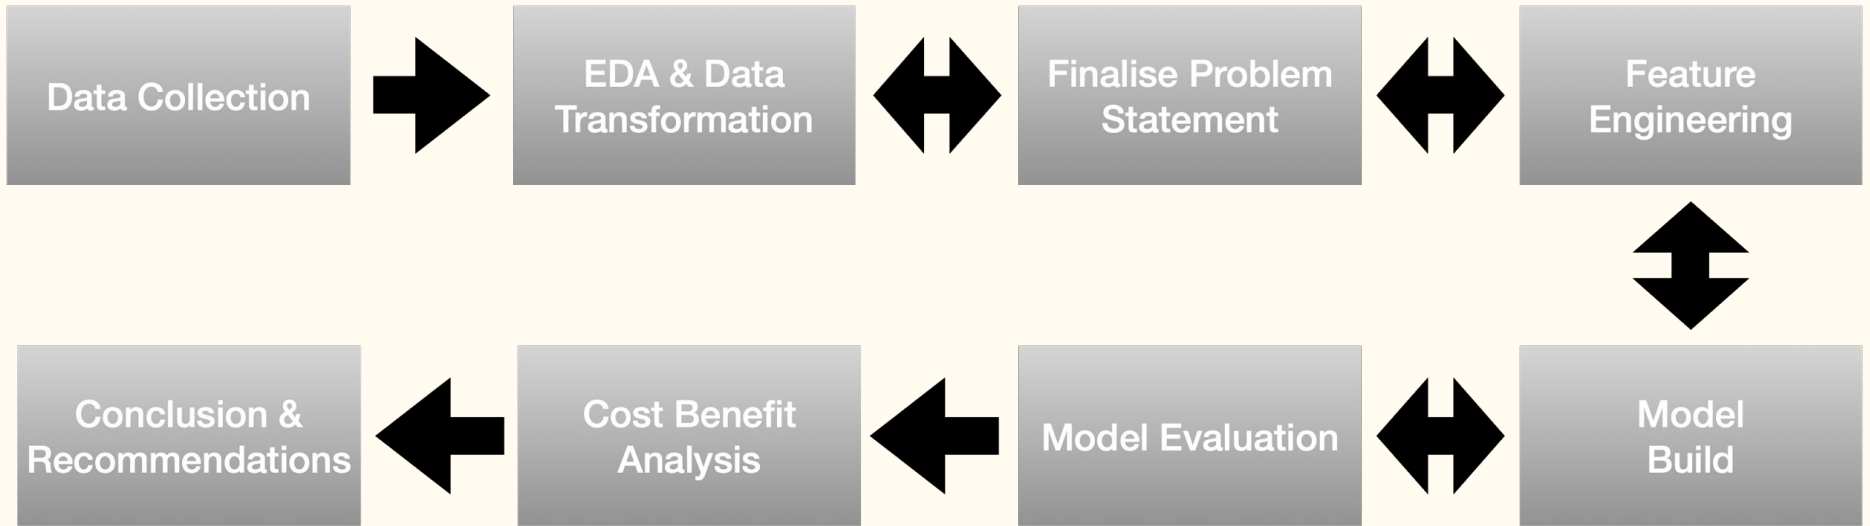 Data Collection
EDA & Data
Transformation
Finalise Problem
Statement
Feature
Engineering
Conclusion &
Recommendations
Cost Benefit
Analysis
Model Evaluation
Model
Build